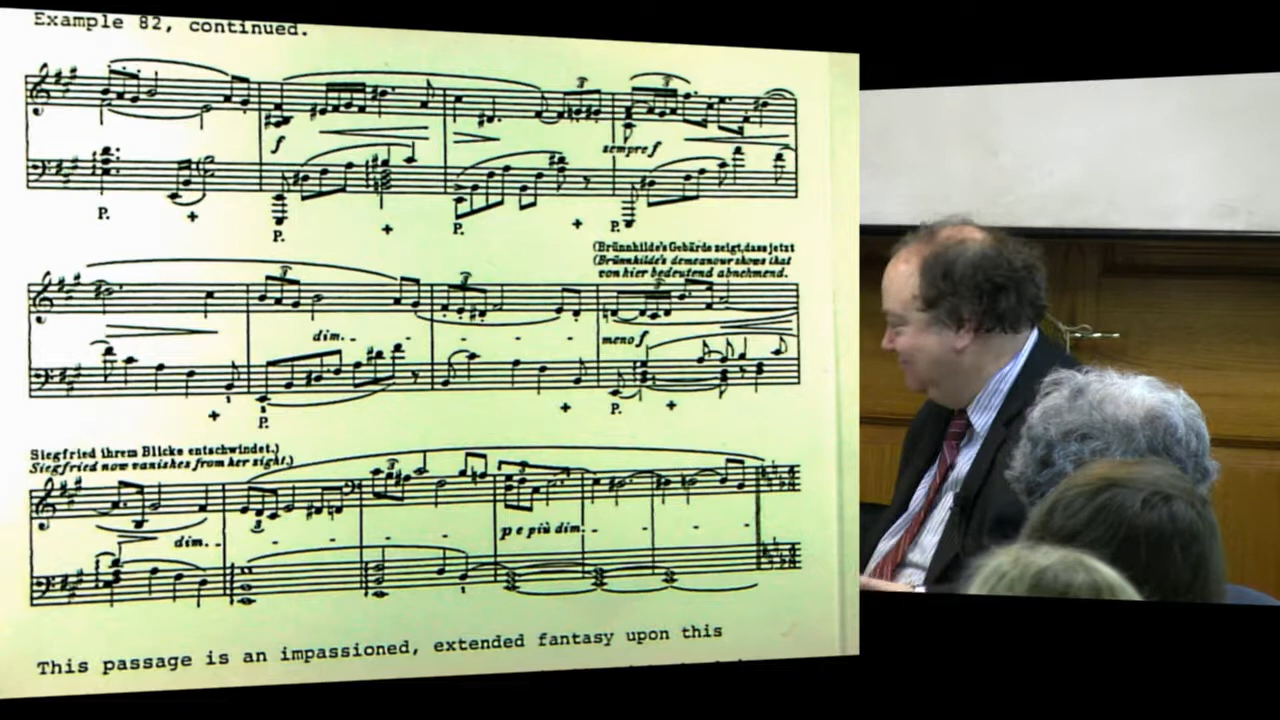 Example 82, continued.
f
sempre f
P. + P. + P. + P.
(Brünnhilde's Gebärde zeigt, dass jetzt
(Brünnhilde's demeanour shows that
von hier bedeutend abnehmend.
dim. - - - -
meno f
+ P. + P. +
Siegfried ihrem Blicke entschwindet.)
Siegfried now vanishes from her sight.)
dim. - - - -
p e più dim. - - -
This passage is an impassioned, extended fantasy upon this